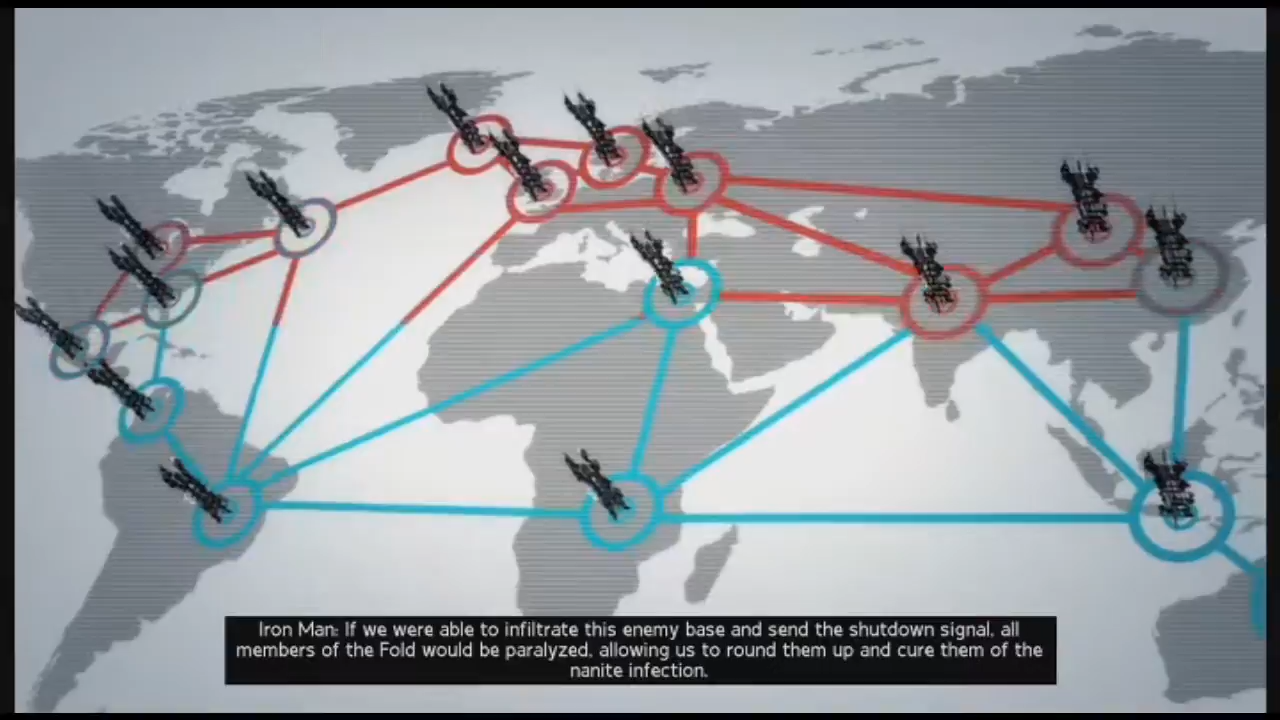 Iron Man: If we were able to infiltrate this enemy base and send the shutdown signal, all
members of the Fold would be paralyzed, allowing us to round them up and cure them of the
nanite infection.